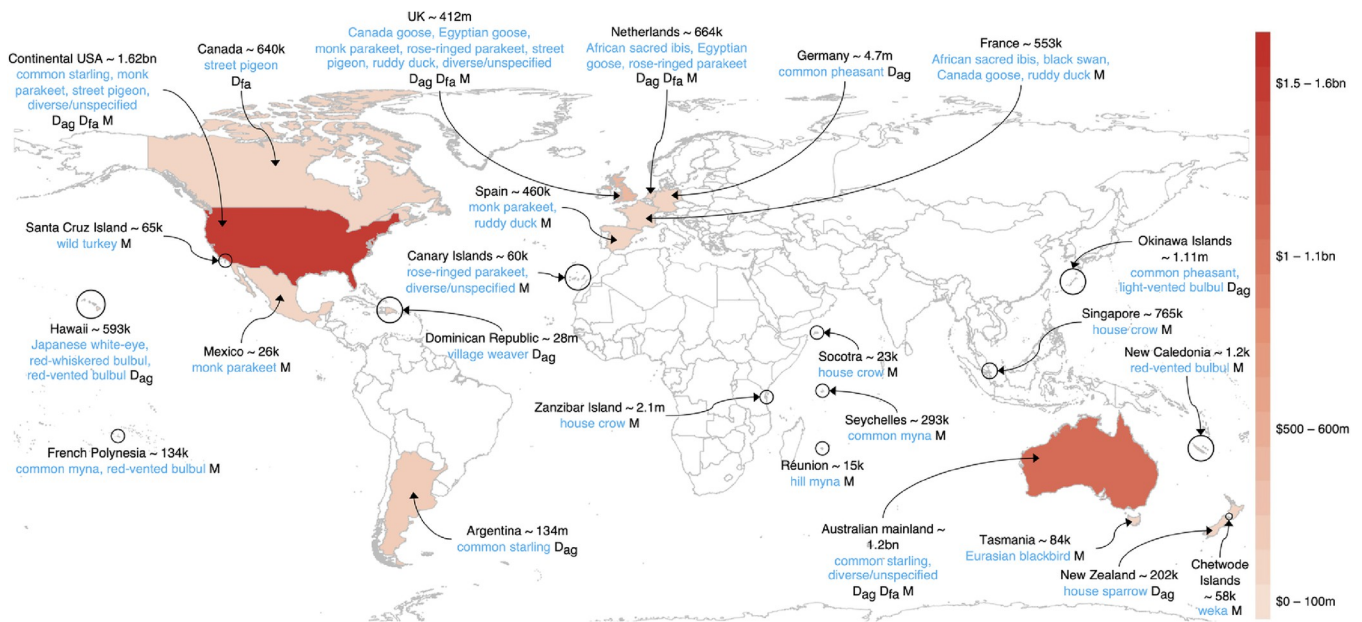 Continental USA ~ 1.62bn
common starling, monk
parakeet, street pigeon,
diverse/unspecified
Dag Dfa M
Canada ~ 640k
street pigeon
Dfa
UK ~ 412m
Canada goose, Egyptian goose,
monk parakeet, rose-ringed parakeet, street
pigeon, ruddy duck, diverse/unspecified
Dag Dfa M
Netherlands ~ 664k
African sacred ibis, Egyptian
goose, rose-ringed parakeet
Dag Dfa M
Germany ~ 4.7m
common pheasant Dag
France ~ 553k
African sacred ibis, black swan,
Canada goose, ruddy duck M
Spain ~ 460k
monk parakeet,
ruddy duck M
Santa Cruz Island ~ 65k
wild turkey M
Canary Islands ~ 60k
rose-ringed parakeet,
diverse/unspecified M
Okinawa Islands
~ 1.11m
common pheasant,
light-vented bulbul Dag
Hawaii ~ 593k
Japanese white-eye,
red-whiskered bulbul,
red-vented bulbul Dag
Mexico ~ 26k
monk parakeet M
Dominican Republic ~ 28m
village weaver Dag
Singapore ~ 765k
house crow M
Socotra ~ 23k
house crow M
New Caledonia ~ 1.2k
red-vented bulbul M
Zanzibar Island ~ 2.1m
house crow M
Seychelles ~ 293k
common myna M
French Polynesia ~ 134k
common myna, red-vented bulbul M
Réunion ~ 15k
hill myna M
Argentina ~ 134m
common starling Dag
Australian mainland ~
1.2bn
common starling,
diverse/unspecified
Dag Dfa M
Tasmania ~ 84k
Eurasian blackbird M
New Zealand ~ 202k
house sparrow Dag
Chetwode
Islands
~ 58k
weka M
$1.5 – 1.6bn
$1 – 1.1bn
$500 – 600m
$0 – 100m